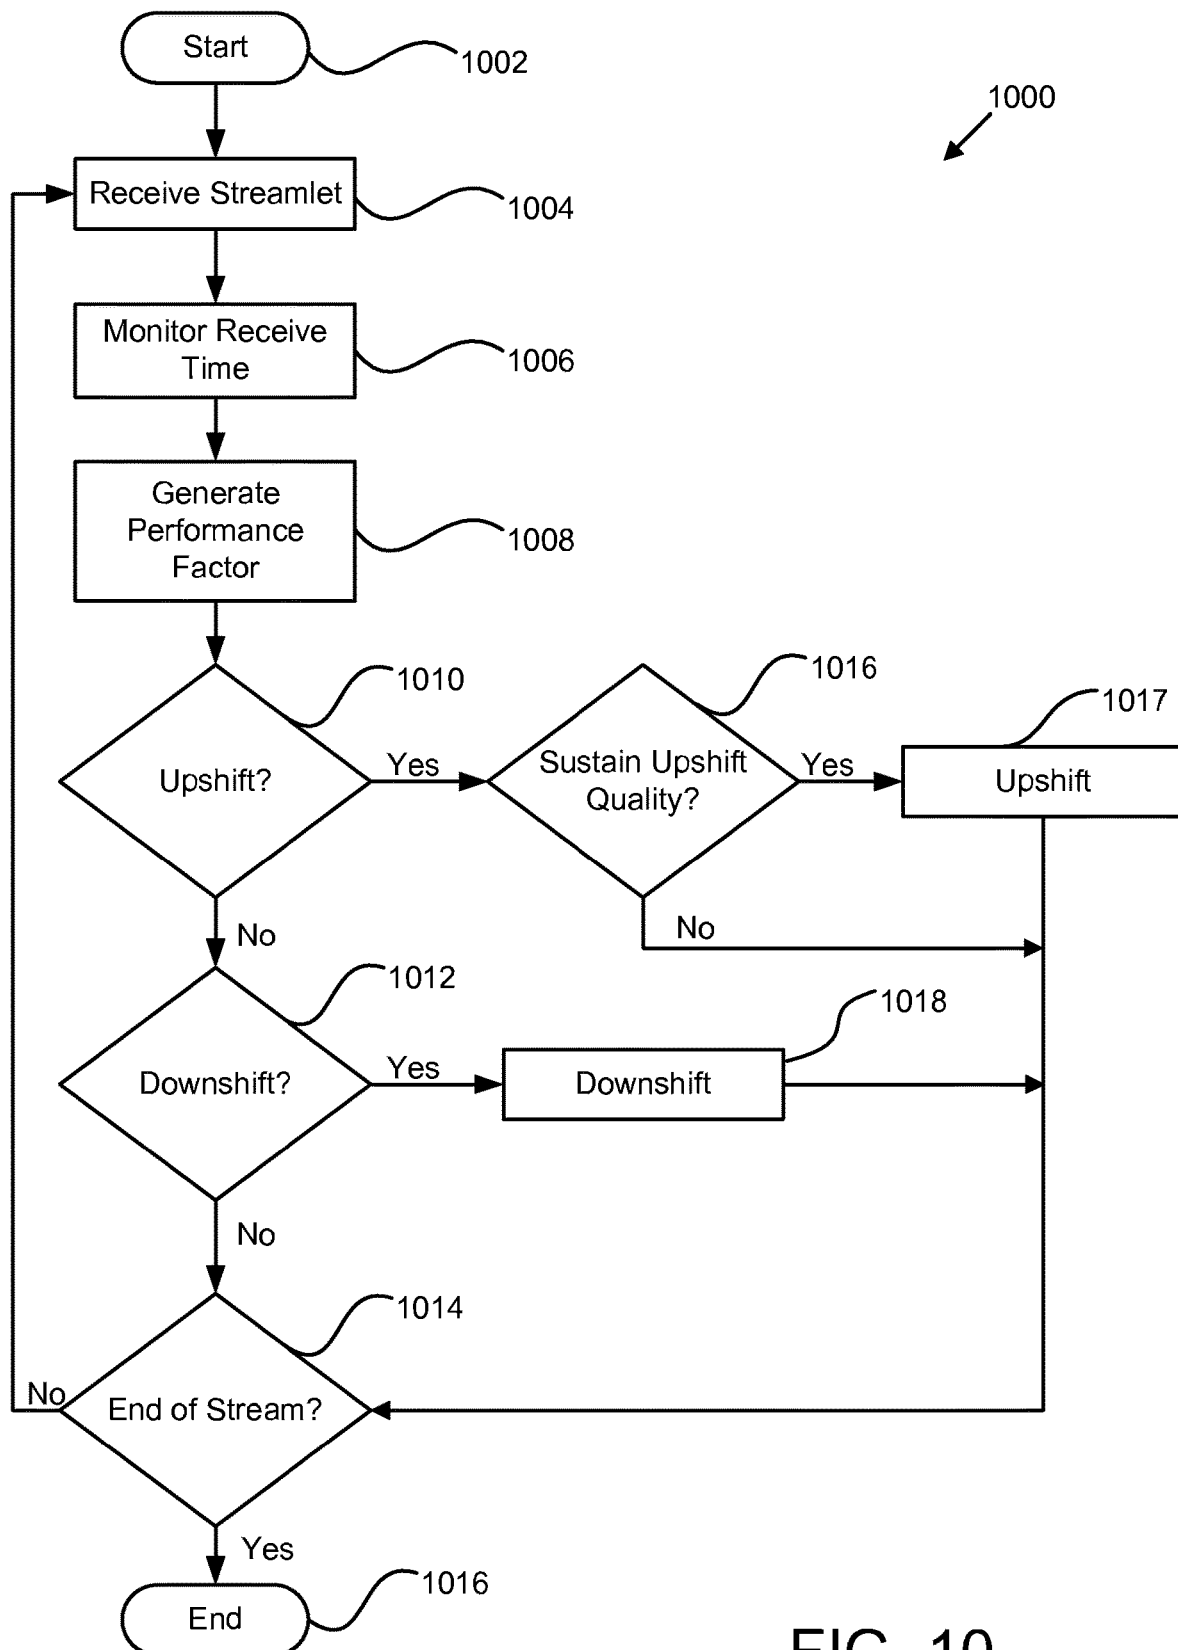 Start
1002
1000
Receive Streamlet
1004
Monitor Receive
Time
1006
Generate
Performance
Factor
1008
1010
1016
1017
Upshift?
Yes
Sustain Upshift
Quality?
Yes
Upshift
No
No
1012
1018
Downshift?
Yes
Downshift
No
1014
No
End of Stream?
Yes
1016
End
FIG. 10